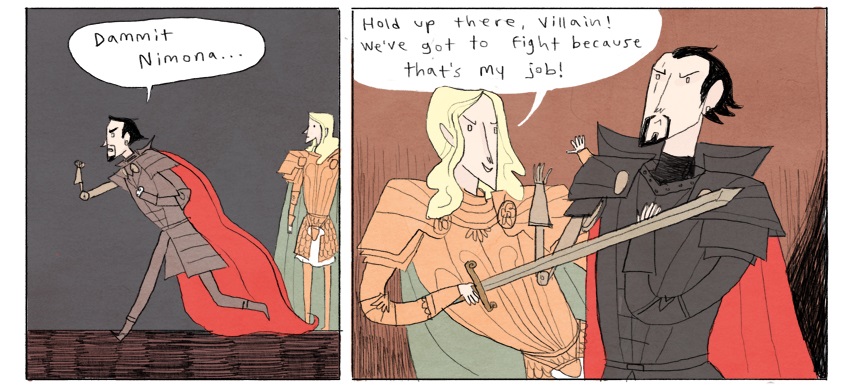 Dammit
Nimona...
Hold up there, Villain!
We've got to fight because
that's my job!